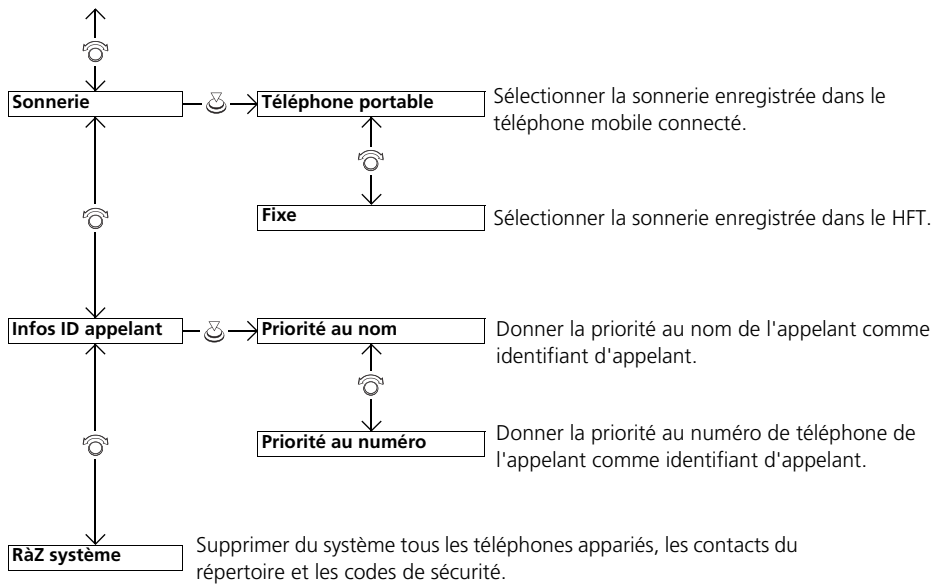 Sonnerie
Téléphone portable
Sélectionner la sonnerie enregistrée dans le
téléphone mobile connecté.
Fixe
Sélectionner la sonnerie enregistrée dans le HFT.
Infos ID appelant
Priorité au nom
Donner la priorité au nom de l'appelant comme
identifiant d'appelant.
Priorité au numéro
Donner la priorité au numéro de téléphone de
l'appelant comme identifiant d'appelant.
RàZ système
Supprimer du système tous les téléphones appariés, les contacts du
répertoire et les codes de sécurité.